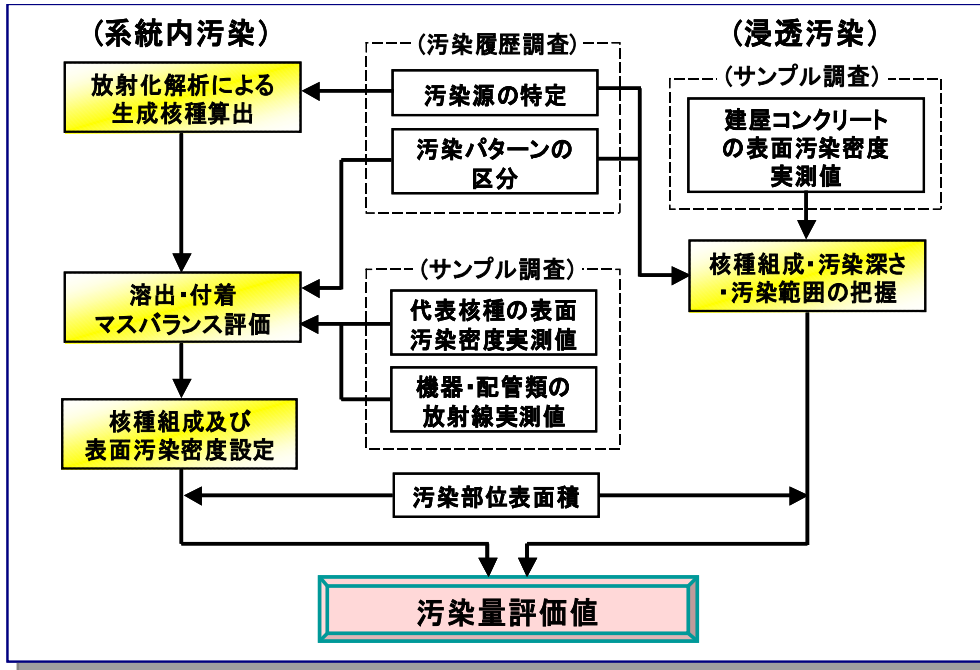 (系統内汚染)
放射化解析による
生成核種算出
溶出・付着
マスバランス評価
核種組成及び
表面汚染密度設定
(汚染履歴調査)
汚染源の特定
汚染パターンの
区分
(サンプル調査)
代表核種の表面
汚染密度実測値
機器・配管類の
放射線実測値
汚染部位表面積
(浸透汚染)
(サンプル調査)
建屋コンクリート
の表面汚染密度
実測値
核種組成・汚染深さ
・汚染範囲の把握
汚染量評価値